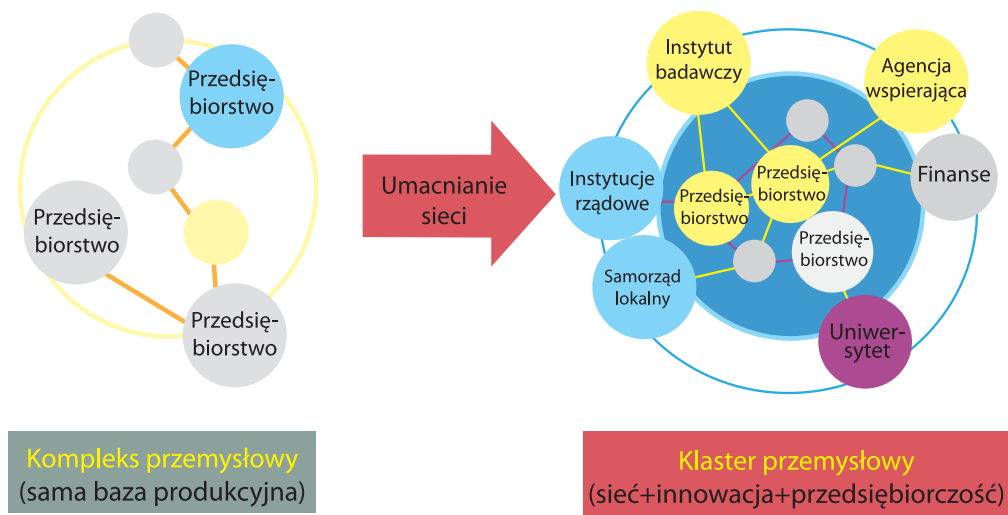 Przedsię-
biorstwo
Przedsię-
biorstwo
Przedsię-
biorstwo
Kompleks przemysłowy
(sama baza produkcyjna)
Umacnianie
sieci
Instytut
badawczy
Agencja
wspierająca
Instytucje
rządowe
Przedsię-
biorstwo
Przedsię-
biorstwo
Finanse
Przedsię-
biorstwo
Samorząd
lokalny
Uniwer-
sytet
Klaster przemysłowy
(sieć+innowacja+przedsiębiorczość)